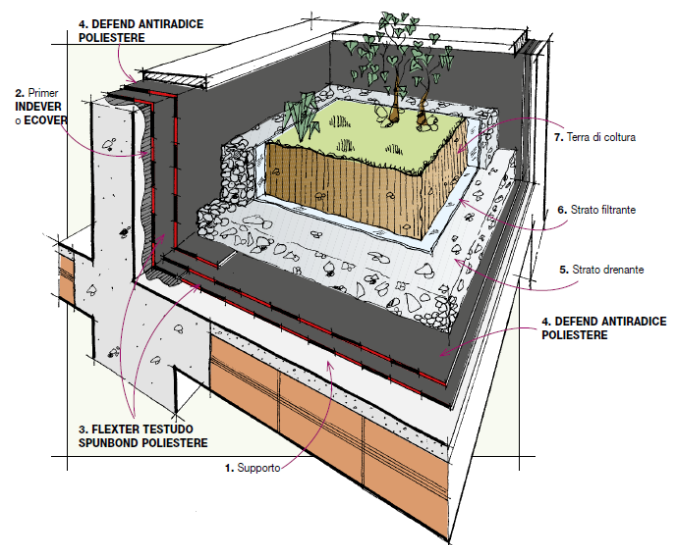 4. DEFEND ANTIRADICE
POLIESTERE
2. Primer
INDEVER
o ECOVER
7. Terra di coltura
6. Strato filtrante
5. Strato drenante
4. DEFEND ANTIRADICE
POLIESTERE
3. FLEXTER TESTUDO
SPUNBOND POLIESTERE
1. Supporto